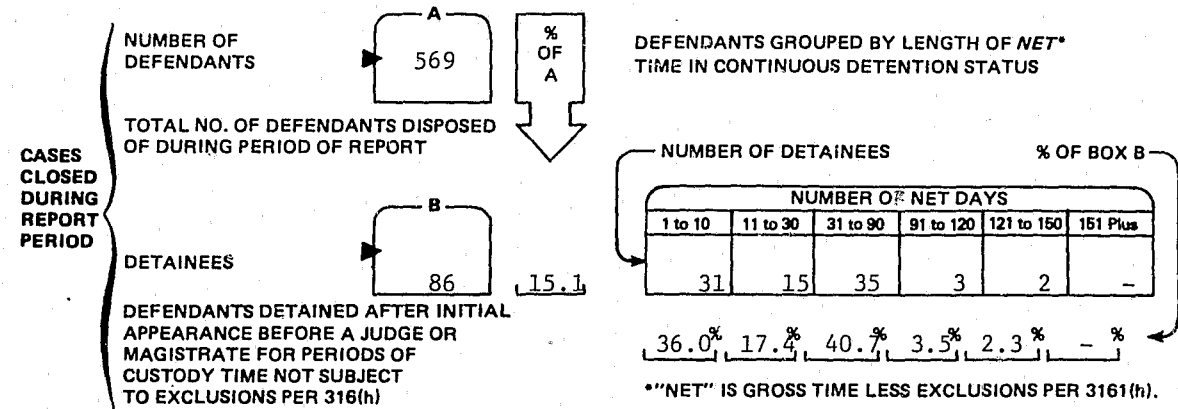 CASES
CLOSED
DURING
REPORT
PERIOD
NUMBER OF
DEFENDANTS
A
569
%
OF
A
TOTAL NO. OF DEFENDANTS DISPOSED
OF DURING PERIOD OF REPORT
B
DETAINEES
86
15.1
DEFENDANTS DETAINED AFTER INITIAL
APPEARANCE BEFORE A JUDGE OR
MAGISTRATE FOR PERIODS OF
CUSTODY TIME NOT SUBJECT
TO EXCLUSIONS PER 316(h)
DEFENDANTS GROUPED BY LENGTH OF NET*
TIME IN CONTINUOUS DETENTION STATUS
NUMBER OF DETAINEES % OF BOX B
NUMBER OF NET DAYS
1 to 10 11 to 30 31 to 90 91 to 120 121 to 150 151 Plus
31 15 35 3 2 –
36.0% 17.4% 40.7% 3.5% 2.3% – %
*"NET" IS GROSS TIME LESS EXCLUSIONS PER 3161(h).